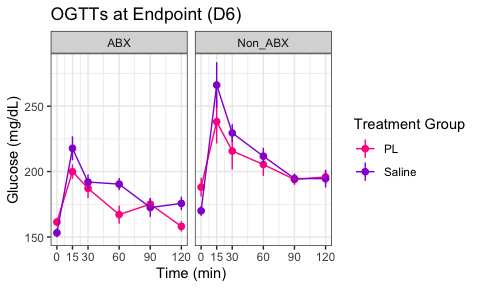 OGTTs at Endpoint (D6)
ABX
Non_ABX
Glucose (mg/dL)
250
200
150
0 15 30 60 90 120
0 15 30 60 90 120
Time (min)
Treatment Group
PL
Saline